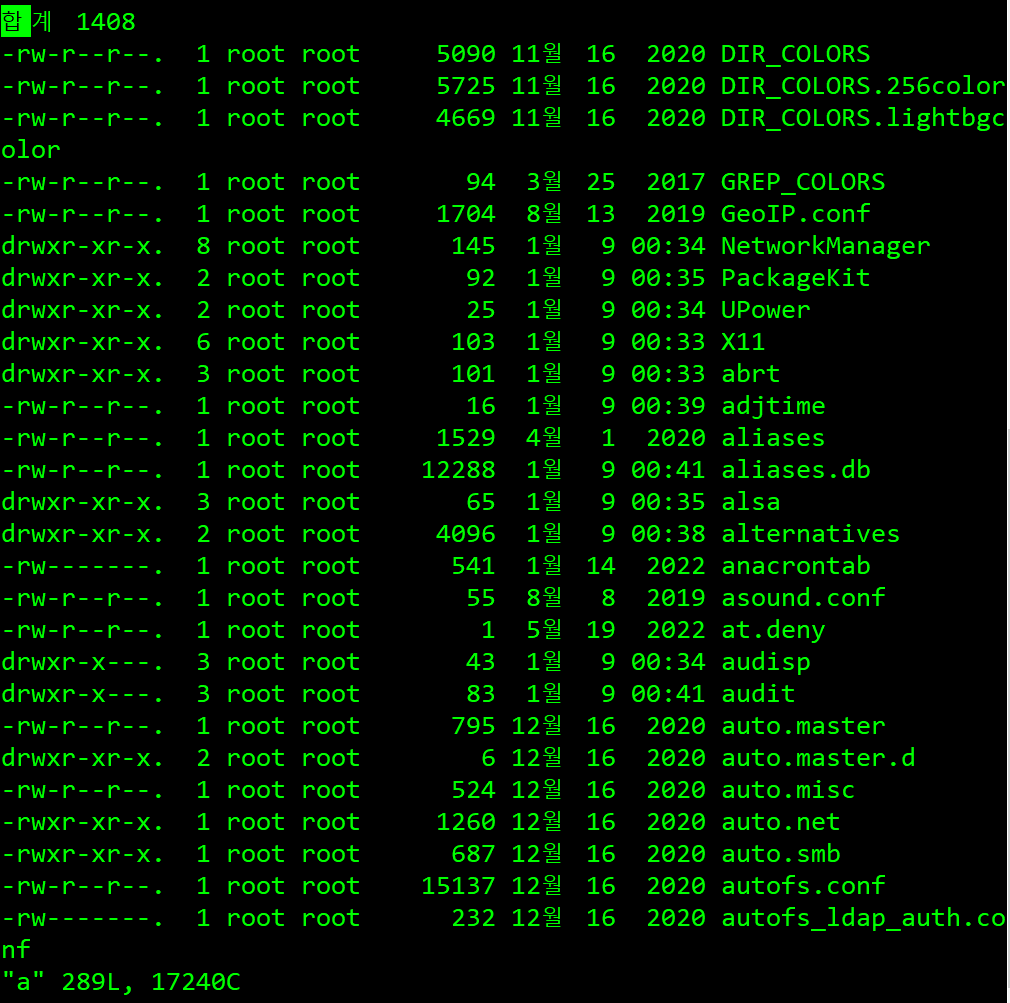 합계 1408
-rw-r--r--.  1 root root     5090 11월  16  2020 DIR_COLORS
-rw-r--r--.  1 root root     5725 11월  16  2020 DIR_COLORS.256color
-rw-r--r--.  1 root root     4669 11월  16  2020 DIR_COLORS.lightbgc
olor
-rw-r--r--.  1 root root       94  3월  25  2017 GREP_COLORS
-rw-r--r--.  1 root root     1704  8월  13  2019 GeoIP.conf
drwxr-xr-x.  8 root root      145  1월   9 00:34 NetworkManager
drwxr-xr-x.  2 root root       92  1월   9 00:35 PackageKit
drwxr-xr-x.  2 root root       25  1월   9 00:34 UPower
drwxr-xr-x.  6 root root      103  1월   9 00:33 X11
drwxr-xr-x.  3 root root      101  1월   9 00:33 abrt
-rw-r--r--.  1 root root       16  1월   9 00:39 adjtime
-rw-r--r--.  1 root root     1529  4월   1  2020 aliases
-rw-r--r--.  1 root root    12288  1월   9 00:41 aliases.db
drwxr-xr-x.  3 root root       65  1월   9 00:35 alsa
drwxr-xr-x.  2 root root     4096  1월   9 00:38 alternatives
-rw-------.  1 root root      541  1월  14  2022 anacrontab
-rw-r--r--.  1 root root       55  8월   8  2019 asound.conf
-rw-r--r--.  1 root root        1  5월  19  2022 at.deny
drwxr-x---.  3 root root       43  1월   9 00:34 audisp
drwxr-x---.  3 root root       83  1월   9 00:41 audit
-rw-r--r--.  1 root root      795 12월  16  2020 auto.master
drwxr-xr-x.  2 root root        6 12월  16  2020 auto.master.d
-rw-r--r--.  1 root root      524 12월  16  2020 auto.misc
-rwxr-xr-x.  1 root root     1260 12월  16  2020 auto.net
-rwxr-xr-x.  1 root root      687 12월  16  2020 auto.smb
-rw-r--r--.  1 root root    15137 12월  16  2020 autofs.conf
-rw-------.  1 root root      232 12월  16  2020 autofs_ldap_auth.co
nf
"a" 289L, 17240C